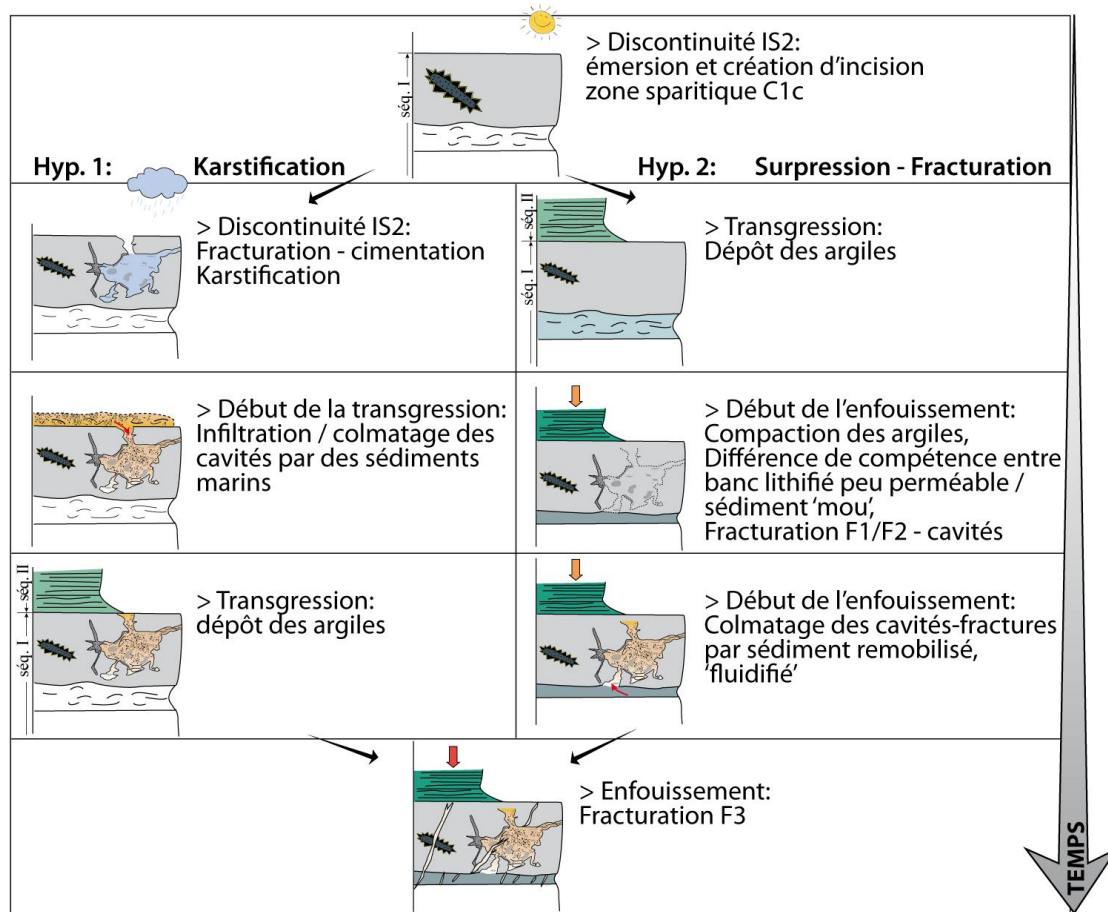 > Discontinuité IS2:
émersion et création d'incision
zone sparitique C1c
séq. I
Hyp. 1: Karstification
Hyp. 2: Surpression - Fracturation
> Discontinuité IS2:
Fracturation - cimentation
Karstification
séq. II
séq. I
> Transgression:
Dépôt des argiles
> Début de la transgression:
Infiltration / colmatage des
cavités par des sédiments
marins
> Début de l'enfouissement:
Compaction des argiles,
Différence de compétence entre
banc lithifié peu perméable /
sédiment 'mou',
Fracturation F1/F2 - cavités
séq. II
séq. I
> Transgression:
dépôt des argiles
> Début de l'enfouissement:
Colmatage des cavités-fractures
par sédiment remobilisé,
'fluidifié'
> Enfouissement:
Fracturation F3
TEMPS